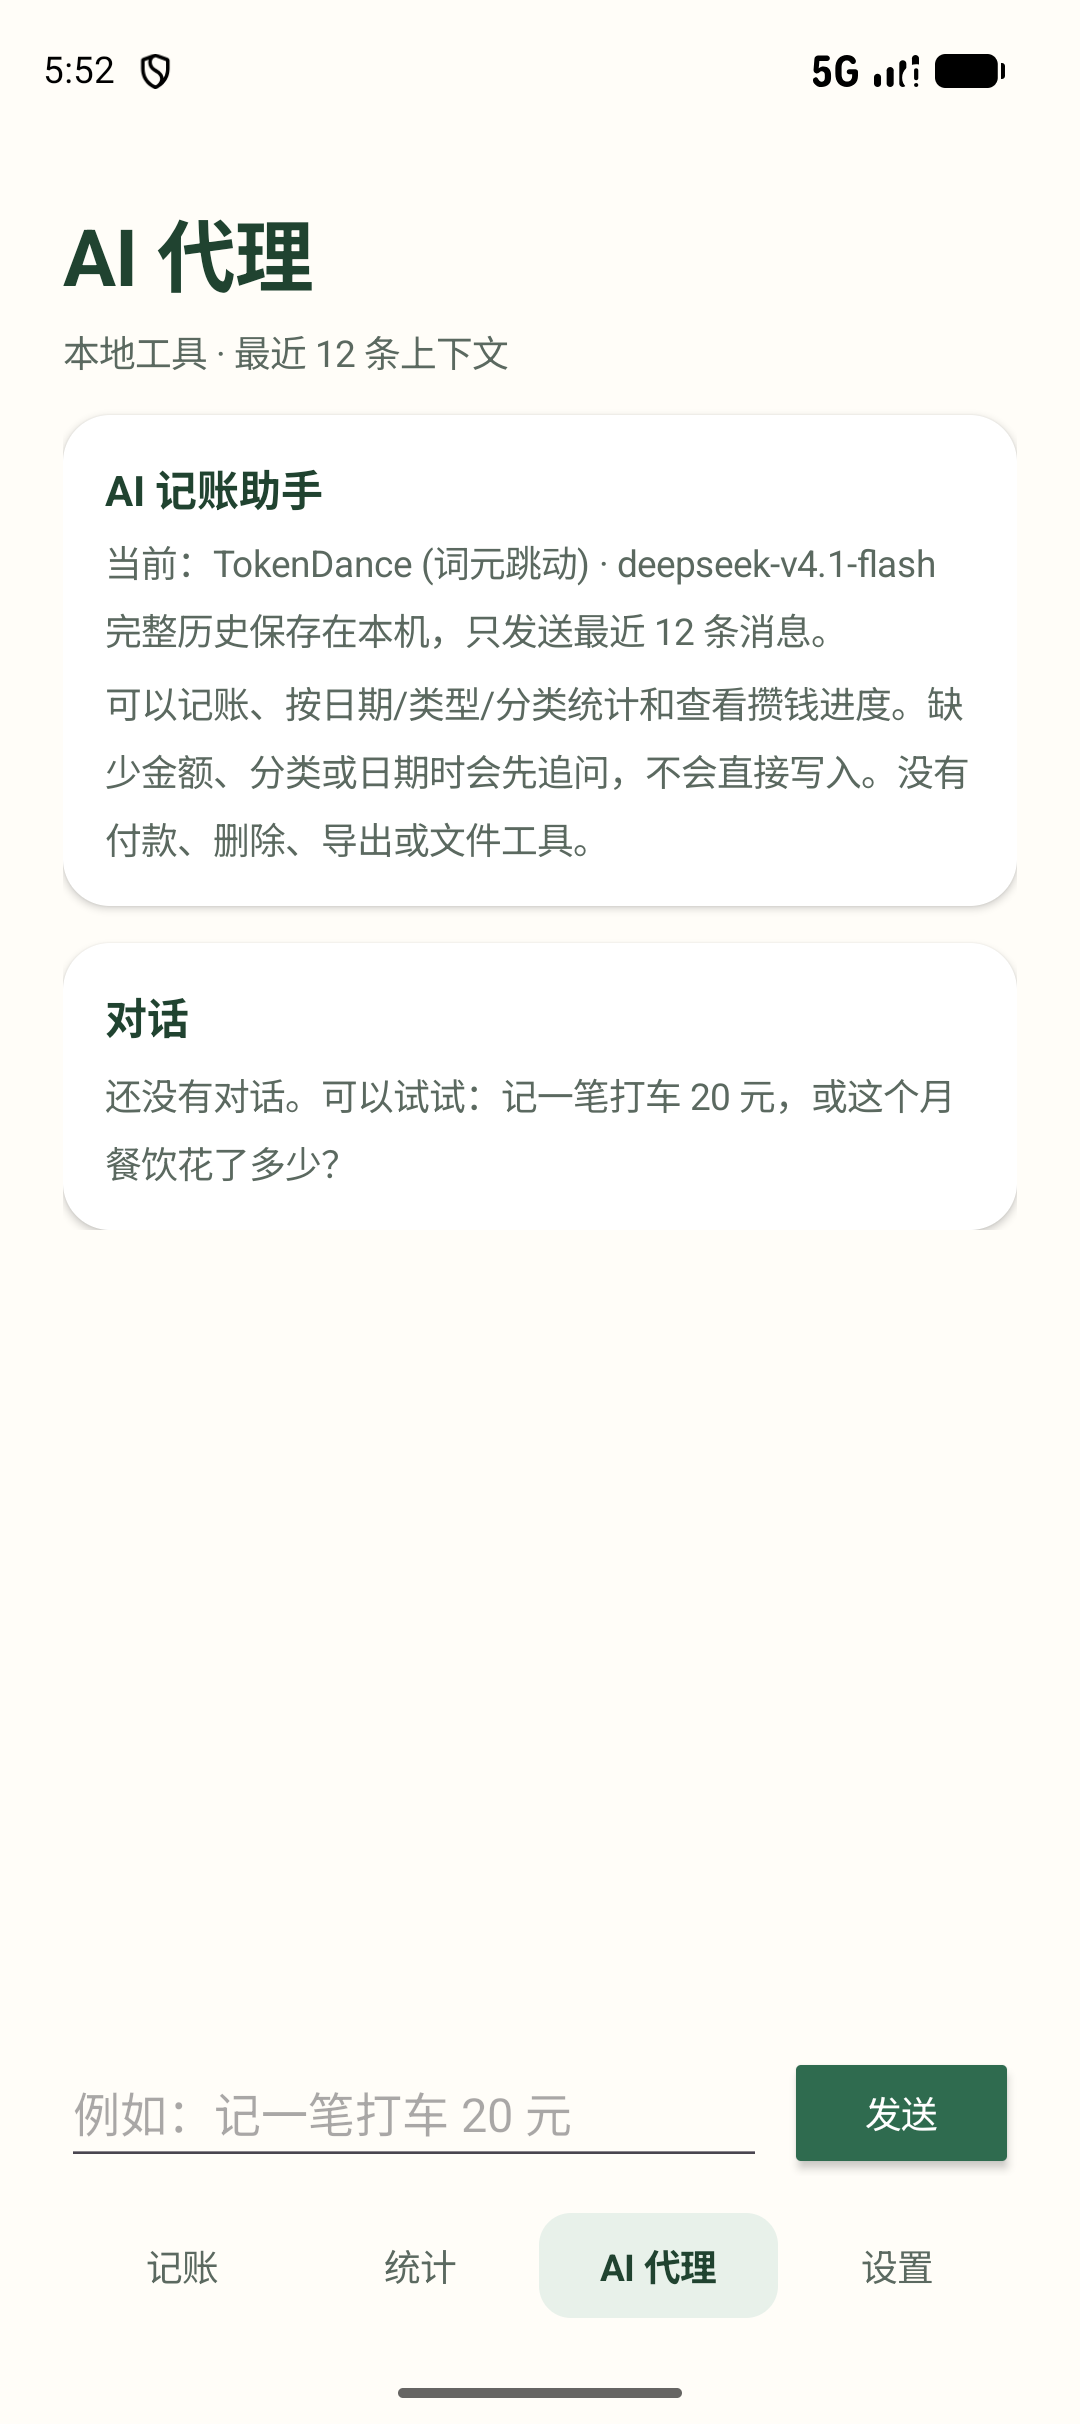 5:52
5G
AI 代理
本地工具 · 最近 12 条上下文
AI 记账助手
当前：TokenDance (词元跳动) · deepseek-v4.1-flash
完整历史保存在本机，只发送最近 12 条消息。
可以记账、按日期/类型/分类统计和查看攒钱进度。缺
少金额、分类或日期时会先追问，不会直接写入。没有
付款、删除、导出或文件工具。
对话
还没有对话。可以试试：记一笔打车 20 元，或这个月
餐饮花了多少？
例如：记一笔打车 20 元
发送
记账
统计
AI 代理
设置